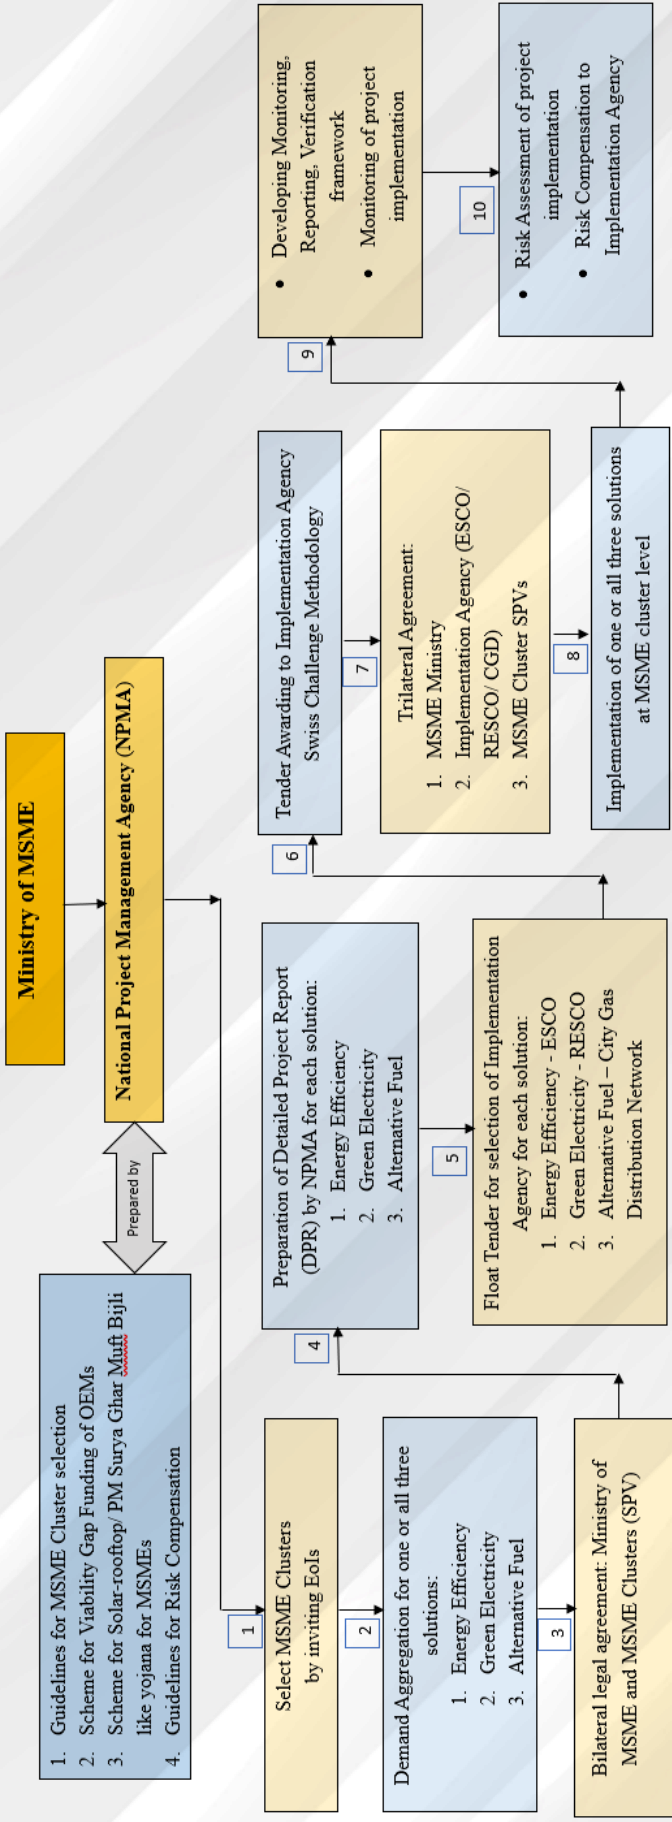 Ministry of MSME
National Project Management Agency (NPMA)
Prepared by
1. Guidelines for MSME Cluster selection
2. Scheme for Viability Gap Funding of OEMs
3. Scheme for Solar-rooftop/ PM Surya Ghar Muft Bijli
like yojana for MSMEs
4. Guidelines for Risk Compensation
1
Select MSME Clusters
by inviting EoIs
2
Demand Aggregation for one or all three
solutions:
1. Energy Efficiency
2. Green Electricity
3. Alternative Fuel
3
Bilateral legal agreement: Ministry of
MSME and MSME Clusters (SPV)
4
Preparation of Detailed Project Report
(DPR) by NPMA for each solution:
1. Energy Efficiency
2. Green Electricity
3. Alternative Fuel
5
Float Tender for selection of Implementation
Agency for each solution:
1. Energy Efficiency - ESCO
2. Green Electricity - RESCO
3. Alternative Fuel – City Gas
Distribution Network
6
Tender Awarding to Implementation Agency
Swiss Challenge Methodology
7
Trilateral Agreement:
1. MSME Ministry
2. Implementation Agency (ESCO/
RESCO/ CGD)
3. MSME Cluster SPVs
8
Implementation of one or all three solutions
at MSME cluster level
9
• Developing Monitoring,
Reporting, Verification
framework
• Monitoring of project
implementation
10
• Risk Assessment of project
implementation
• Risk Compensation to
Implementation Agency